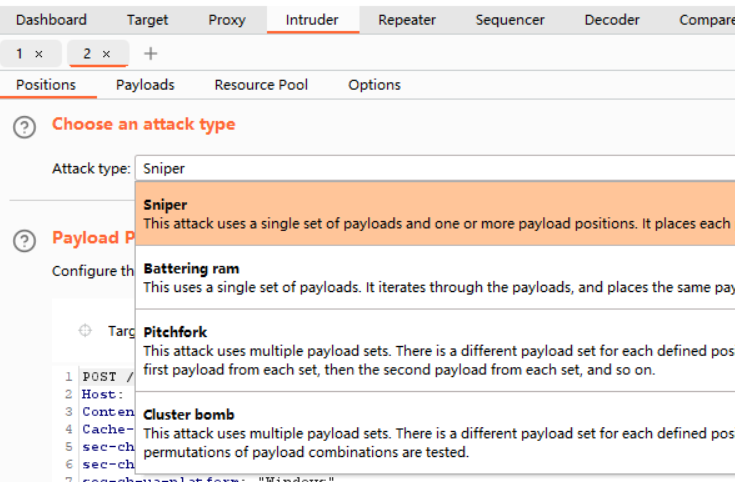 Dashboard Target Proxy Intruder Repeater Sequencer Decoder Compare
1 × 2 × +
Positions Payloads Resource Pool Options
? Choose an attack type
Attack type: Sniper
Sniper
This attack uses a single set of payloads and one or more payload positions. It places each
? Payload P
Configure th
Battering ram
This uses a single set of payloads. It iterates through the payloads, and places the same pay
Targ
Pitchfork
This attack uses multiple payload sets. There is a different payload set for each defined pos
first payload from each set, then the second payload from each set, and so on.
1 POST /
2 Host:
3 Conten
4 Cache-
5 sec-ch
6 sec-ch
Cluster bomb
This attack uses multiple payload sets. There is a different payload set for each defined pos
permutations of payload combinations are tested.
7 sec-ch-ua-platform: "Windows"